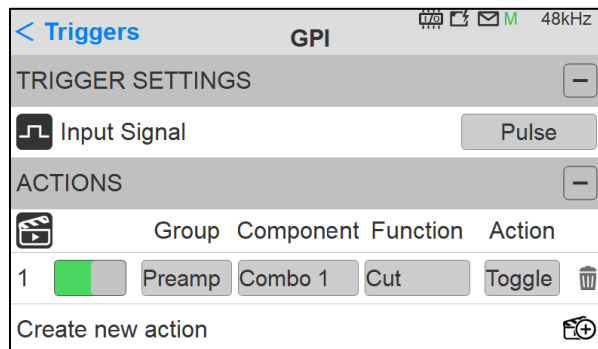 < Triggers GPI I/O M 48kHz
TRIGGER SETTINGS −
Input Signal Pulse
ACTIONS −
Group Component Function Action
1 Preamp Combo 1 Cut Toggle
Create new action